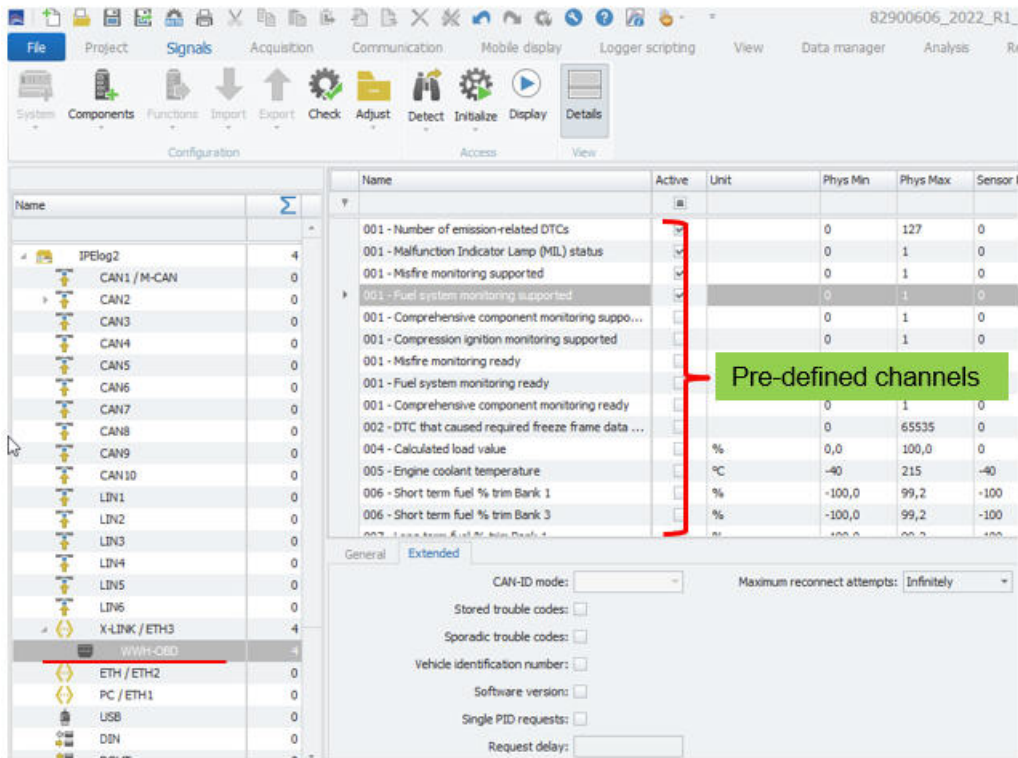 82900606_2022_R1_
File Project Signals Acquisition Communication Mobile display Logger scripting View Data manager Analysis
System Components Functions Import Export Check Adjust Detect Initialize Display Details
Configuration Access View
Name Σ
IPElog2 4
CAN1 / M-CAN 0
CAN2 0
CAN3 0
CAN4 0
CAN5 0
CAN6 0
CAN7 0
CAN8 0
CAN9 0
CAN10 0
LIN1 0
LIN2 0
LIN3 0
LIN4 0
LIN5 0
LIN6 0
X-LINK / ETH3 4
WWH-OBD 4
ETH / ETH2 0
PC / ETH1 0
USB 0
DIN 0
Name Active Unit Phys Min Phys Max Sensor
001 - Number of emission-related DTCs 0 127 0
001 - Malfunction Indicator Lamp (MIL) status 0 1 0
001 - Misfire monitoring supported 0 1 0
001 - Fuel system monitoring supported 0 1 0
001 - Comprehensive component monitoring suppo... 0 1 0
001 - Compression ignition monitoring supported 0 1 0
001 - Misfire monitoring ready
001 - Fuel system monitoring ready
001 - Comprehensive component monitoring ready 0 1 0
002 - DTC that caused required freeze frame data ... 0 65535 0
004 - Calculated load value % 0,0 100,0 0
005 - Engine coolant temperature °C -40 215 -40
006 - Short term fuel % trim Bank 1 % -100,0 99,2 -100
006 - Short term fuel % trim Bank 3 % -100,0 99,2 -100
Pre-defined channels
General Extended
CAN-ID mode:
Maximum reconnect attempts: Infinitely
Stored trouble codes:
Sporadic trouble codes:
Vehicle identification number:
Software version:
Single PID requests:
Request delay: